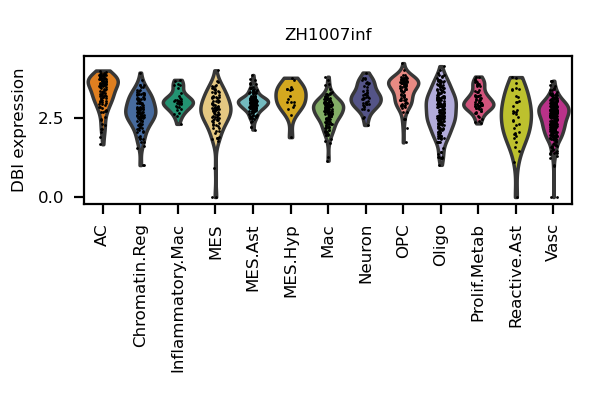 ZH1007inf
DBI expression
2.5
0.0
AC
Chromatin.Reg
Inflammatory.Mac
MES
MES.Ast
MES.Hyp
Mac
Neuron
OPC
Oligo
Prolif.Metab
Reactive.Ast
Vasc